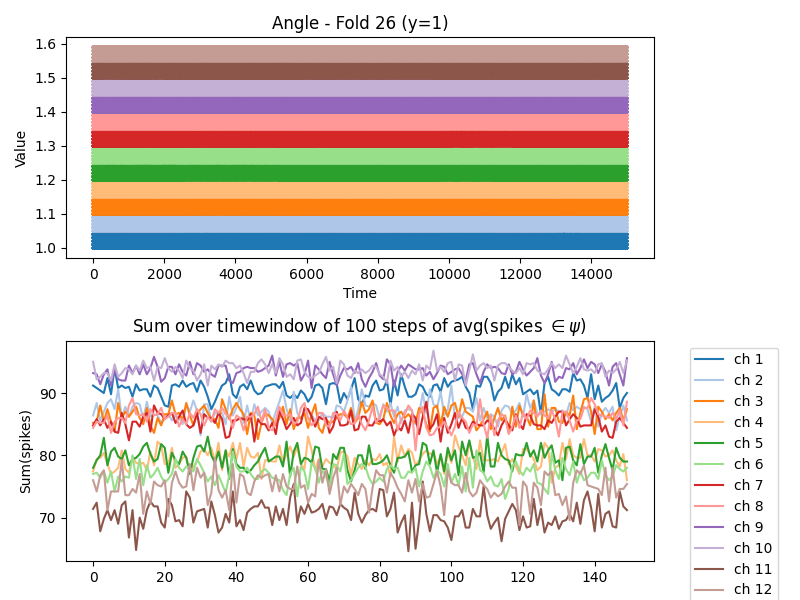 Angle - Fold 26 (y=1)
Value
1.6
1.5
1.4
1.3
1.2
1.1
1.0
0 2000 4000 6000 8000 10000 12000 14000
Time
Sum over timewindow of 100 steps of avg(spikes ∈ ψ)
Sum(spikes)
90
80
70
0 20 40 60 80 100 120 140
ch 1
ch 2
ch 3
ch 4
ch 5
ch 6
ch 7
ch 8
ch 9
ch 10
ch 11
ch 12